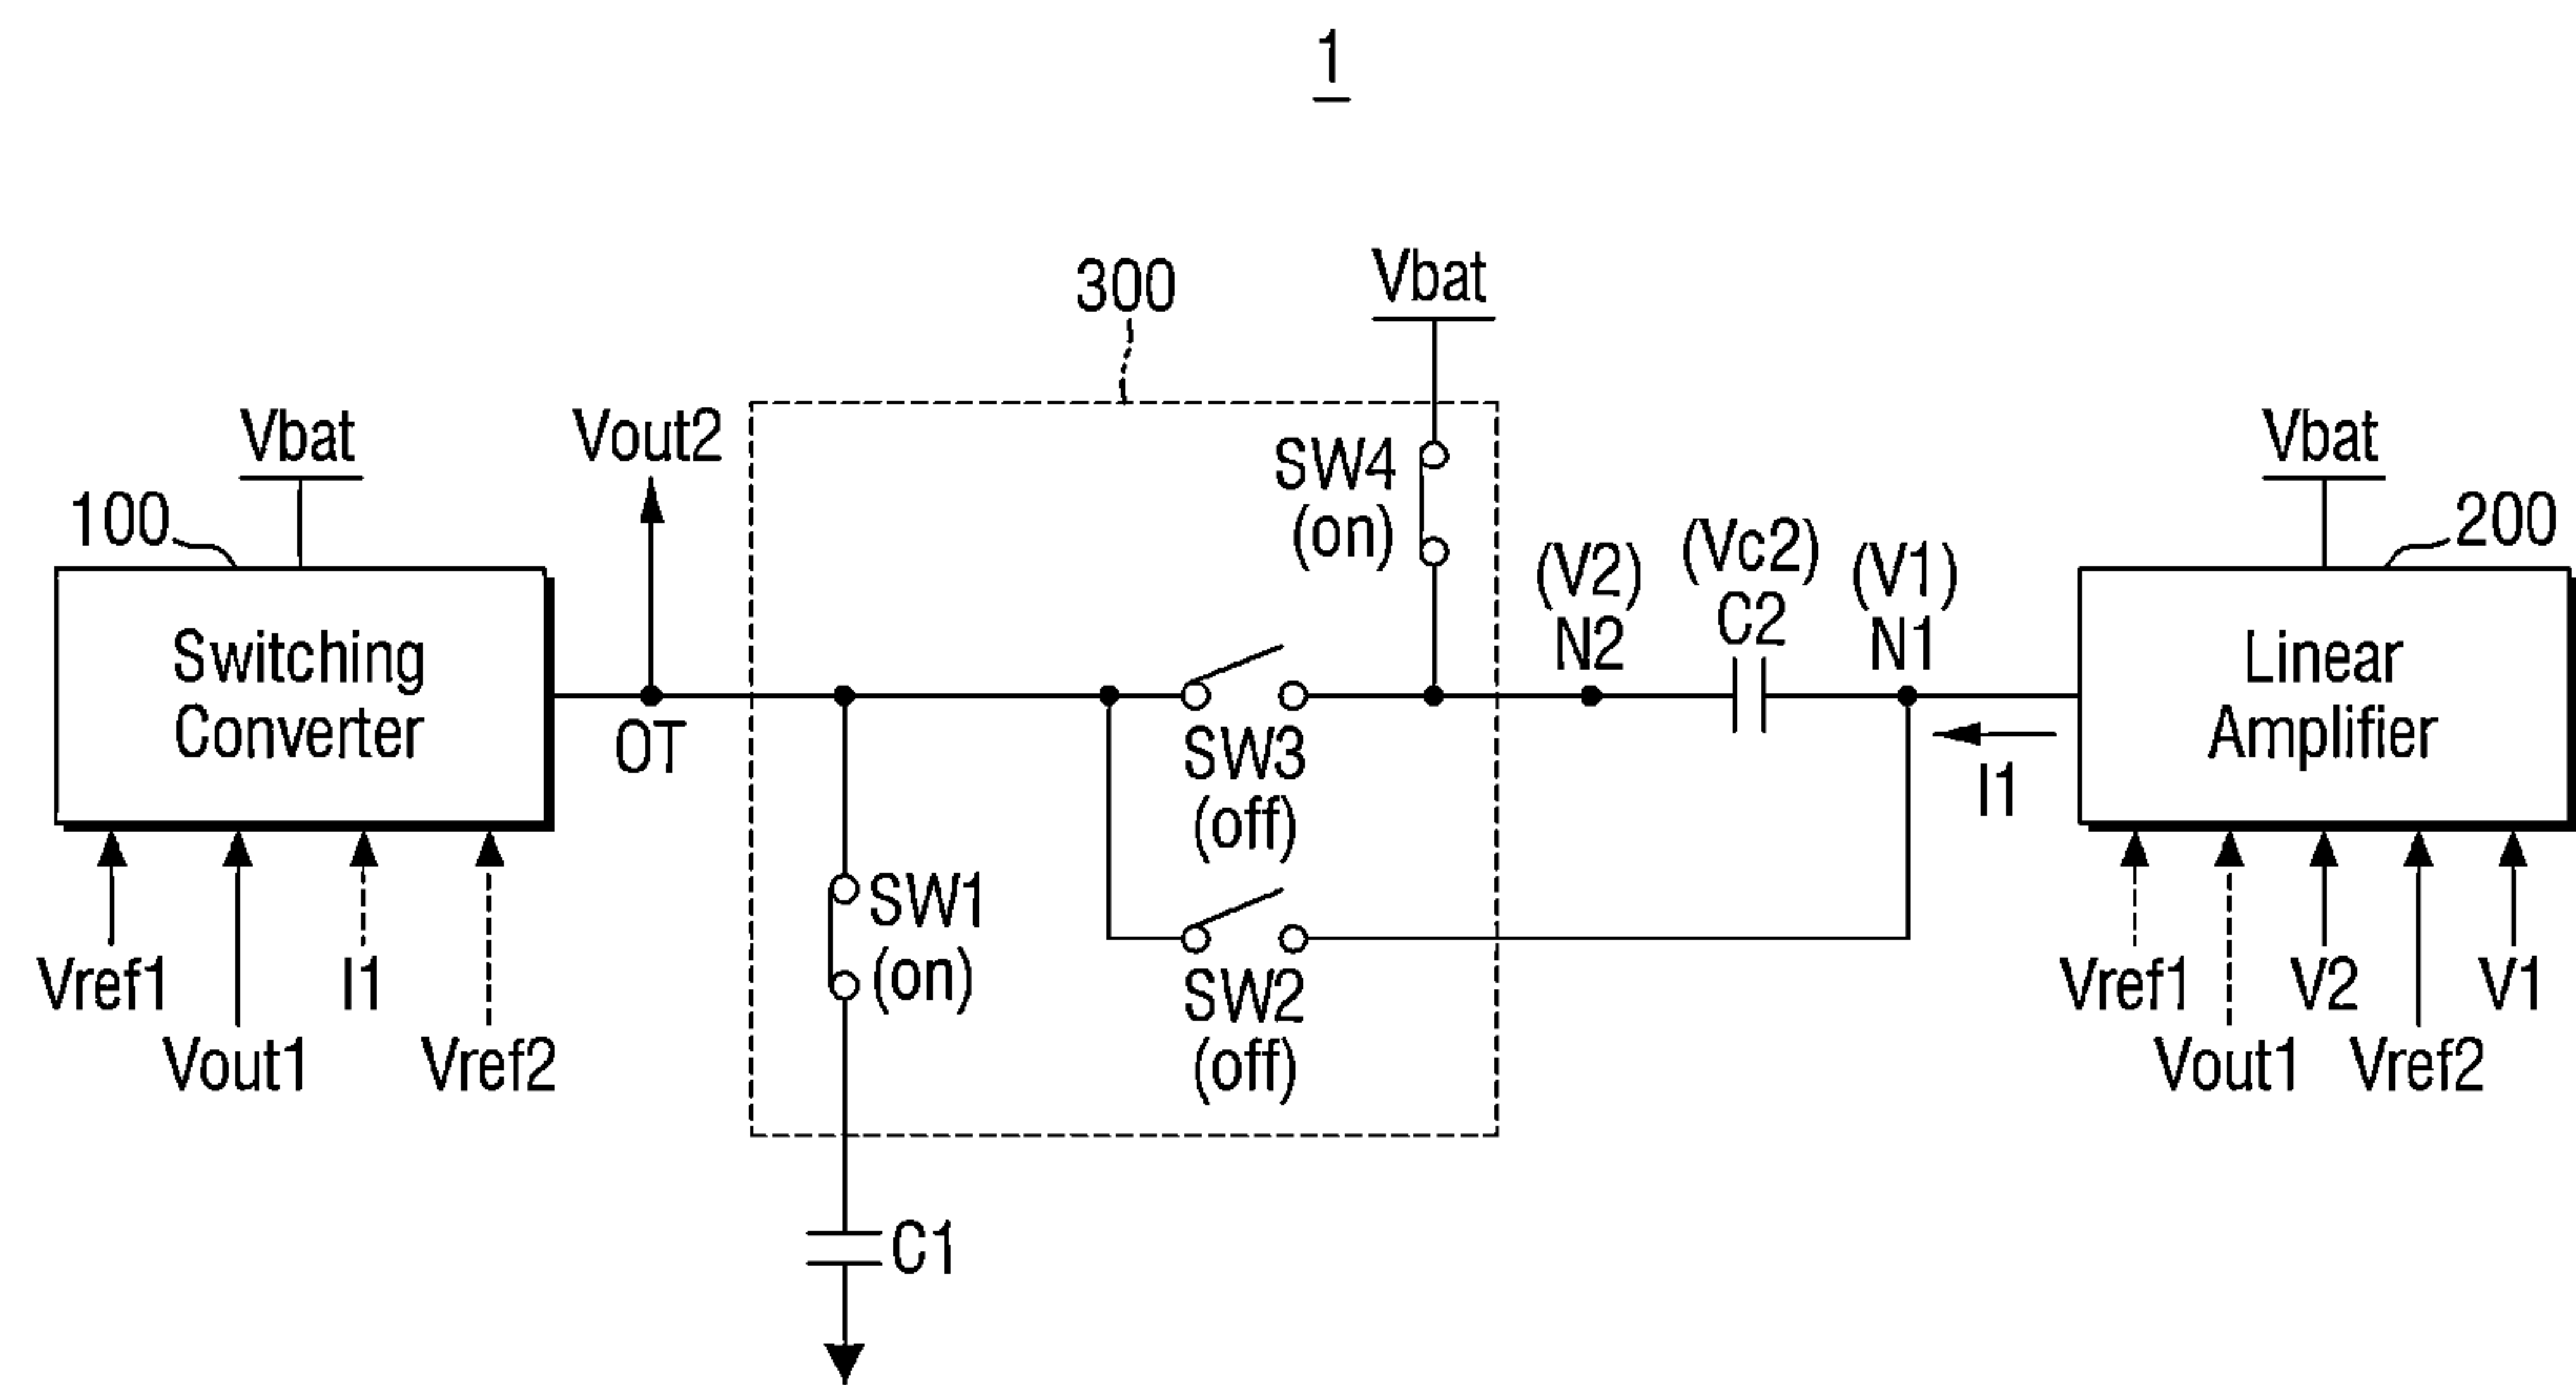 1
300
Vbat
Vbat
Vout2
SW4
(on)
Vbat
100
200
(V2)
N2
(Vc2)
C2
(V1)
N1
Switching
Converter
OT
SW3
(off)
Linear
Amplifier
I1
SW1
(on)
SW2
(off)
Vref1
Vout1
I1
Vref2
Vref1
Vout1
V2
Vref2
V1
C1